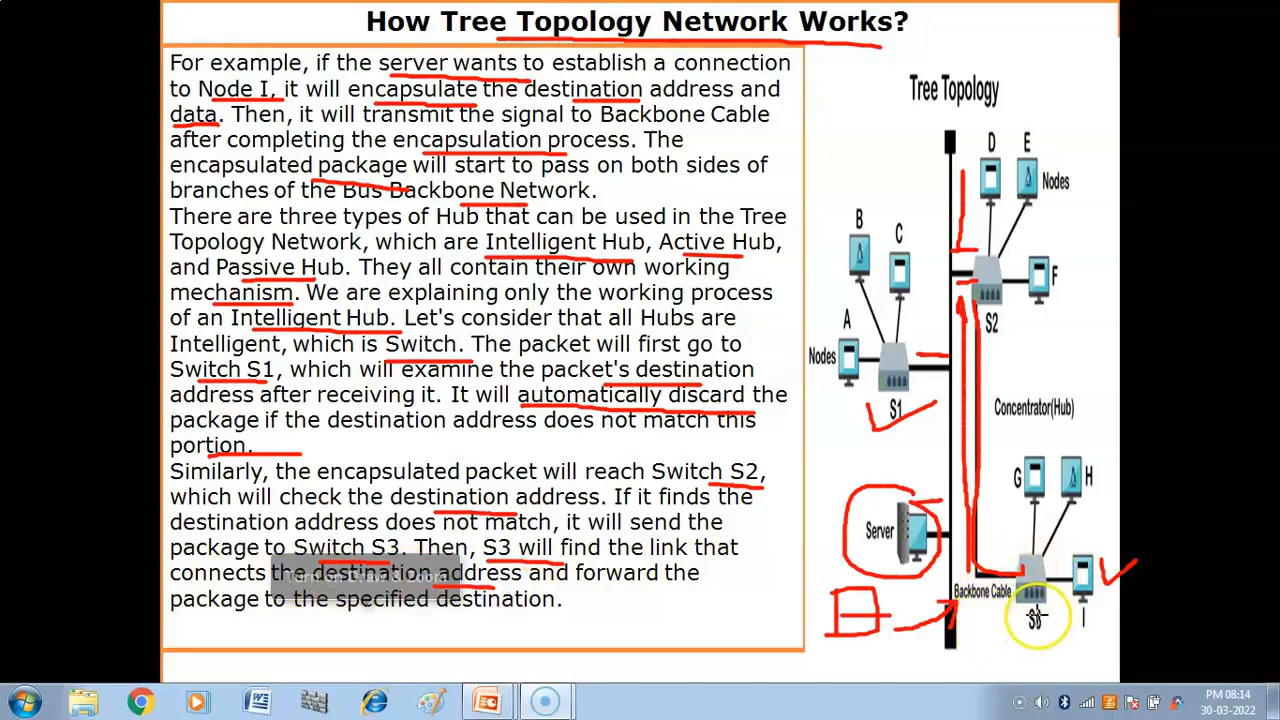 How Tree Topology Network Works?
For example, if the server wants to establish a connection
to Node I, it will encapsulate the destination address and
data. Then, it will transmit the signal to Backbone Cable
after completing the encapsulation process. The
encapsulated package will start to pass on both sides of
branches of the Bus Backbone Network.
There are three types of Hub that can be used in the Tree
Topology Network, which are Intelligent Hub, Active Hub,
and Passive Hub. They all contain their own working
mechanism. We are explaining only the working process
of an Intelligent Hub. Let's consider that all Hubs are
Intelligent, which is Switch. The packet will first go to
Switch S1, which will examine the packet's destination
address after receiving it. It will automatically discard the
package if the destination address does not match this
portion.
Similarly, the encapsulated packet will reach Switch S2,
which will check the destination address. If it finds the
destination address does not match, it will send the
package to Switch S3. Then, S3 will find the link that
connects the destination address and forward the
package to the specified destination.
Tree Topology
D E
Nodes
B
C
F
S2
A
Nodes
S1
Concentrator(Hub)
G H
Server
Backbone Cable
S3
I
PM 08:14
30-03-2022